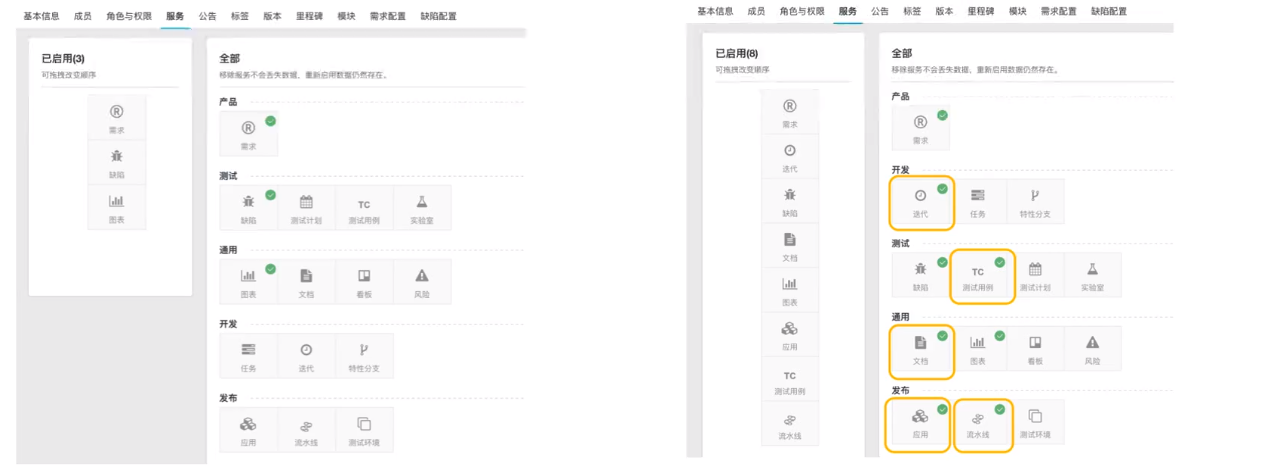 基本信息 成员 角色与权限 服务 公告 标签 版本 里程碑 模块 需求配置 缺陷配置
已启用(3)
可拖拽改变顺序
需求
缺陷
图表
全部
移除服务不会丢失数据，重新启用数据仍然存在。
产品
需求
测试
TC
缺陷 测试计划 测试用例 实验室
通用
图表 文档 看板 风险
开发
任务 迭代 特性分支
发布
应用 流水线 测试环境
基本信息 成员 角色与权限 服务 公告 标签 版本 里程碑 模块 需求配置 缺陷配置
已启用(8)
可拖拽改变顺序
需求
迭代
缺陷
文档
图表
应用
TC
测试用例
流水线
全部
移除服务不会丢失数据，重新启用数据仍然存在。
产品
需求
开发
迭代 任务 特性分支
测试
TC
缺陷 测试用例 测试计划 实验室
通用
文档 图表 看板 风险
发布
应用 流水线 测试环境